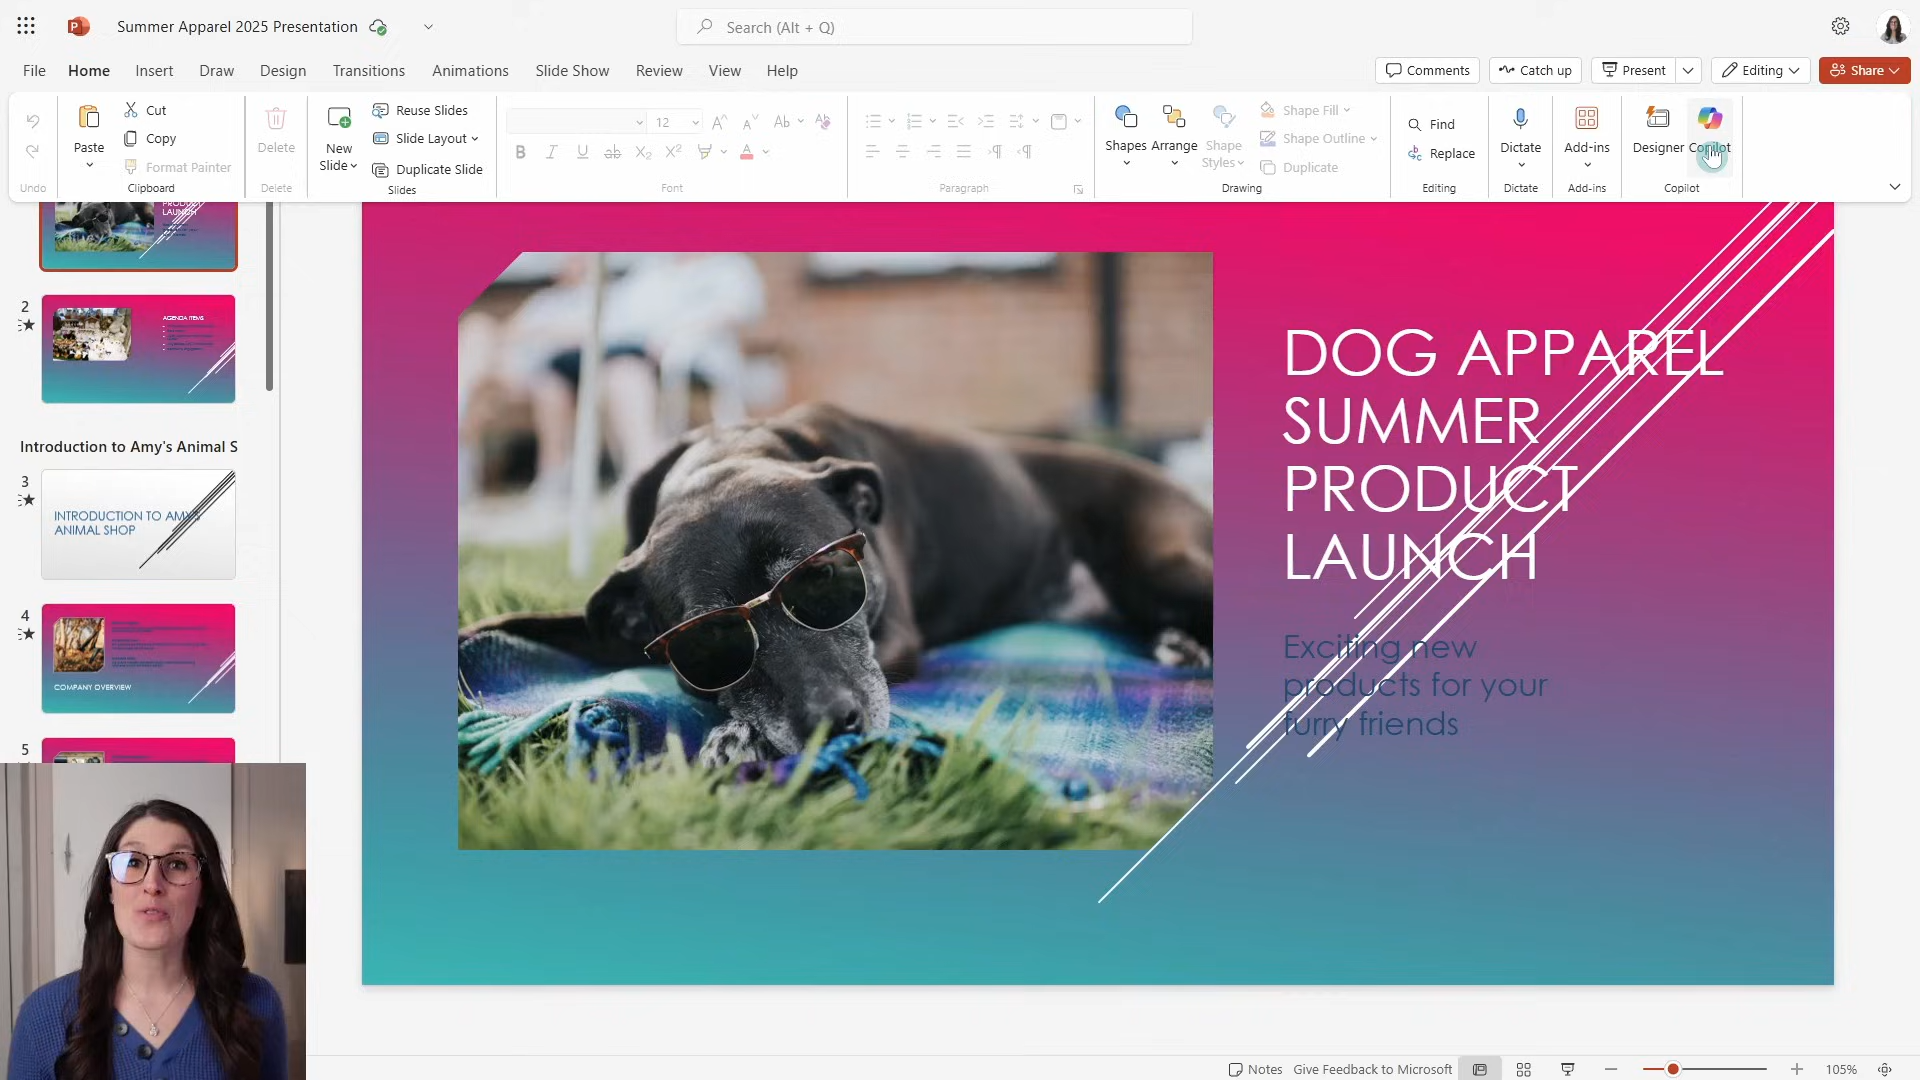 Summer Apparel 2025 Presentation
Search (Alt + Q)
File Home Insert Draw Design Transitions Animations Slide Show Review View Help
Comments Catch up Present Editing Share
Cut
Copy
Format Painter
Paste
Delete
New
Slide
Reuse Slides
Slide Layout
Duplicate Slide
12
Shapes Arrange Shape
Styles
Shape Fill
Shape Outline
Duplicate
Find
Replace
Dictate
Add-ins
Designer Copilot
Undo Clipboard Delete Slides Font Paragraph Drawing Editing Dictate Add-ins Copilot
PRODUCT
LAUNCH
2
AGENDA ITEMS
Introduction to Amy's Animal S
3
INTRODUCTION TO AMY'S
ANIMAL SHOP
4
COMPANY OVERVIEW
5
DOG APPAREL
SUMMER
PRODUCT
LAUNCH
Exciting new
products for your
furry friends
Notes Give Feedback to Microsoft 105%